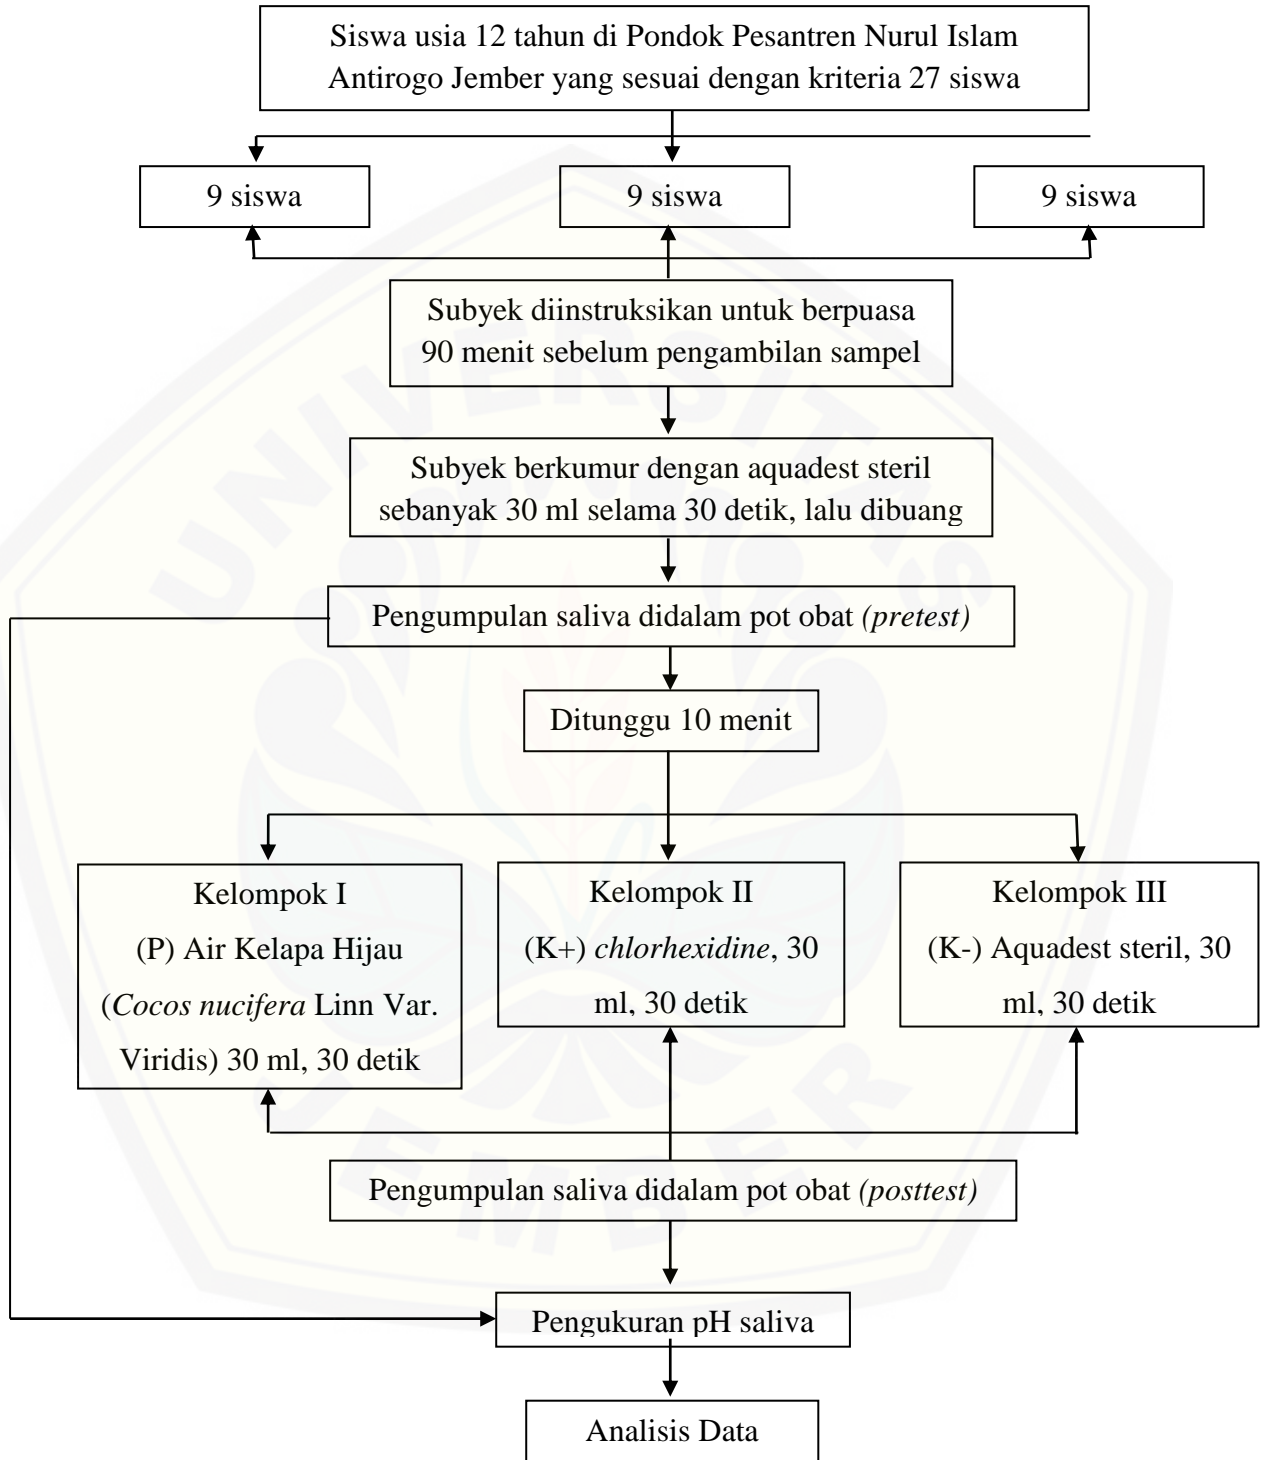 Siswa usia 12 tahun di Pondok Pesantren Nurul Islam
Antirogo Jember yang sesuai dengan kriteria 27 siswa
9 siswa
9 siswa
9 siswa
Subyek diinstruksikan untuk berpuasa
90 menit sebelum pengambilan sampel
Subyek berkumur dengan aquadest steril
sebanyak 30 ml selama 30 detik, lalu dibuang
Pengumpulan saliva didalam pot obat (pretest)
Ditunggu 10 menit
Kelompok I
(P) Air Kelapa Hijau
(Cocos nucifera Linn Var.
Viridis) 30 ml, 30 detik
Kelompok II
(K+) chlorhexidine, 30
ml, 30 detik
Kelompok III
(K-) Aquadest steril, 30
ml, 30 detik
Pengumpulan saliva didalam pot obat (posttest)
Pengukuran pH saliva
Analisis Data
UNIVERSITAS
JEMBER